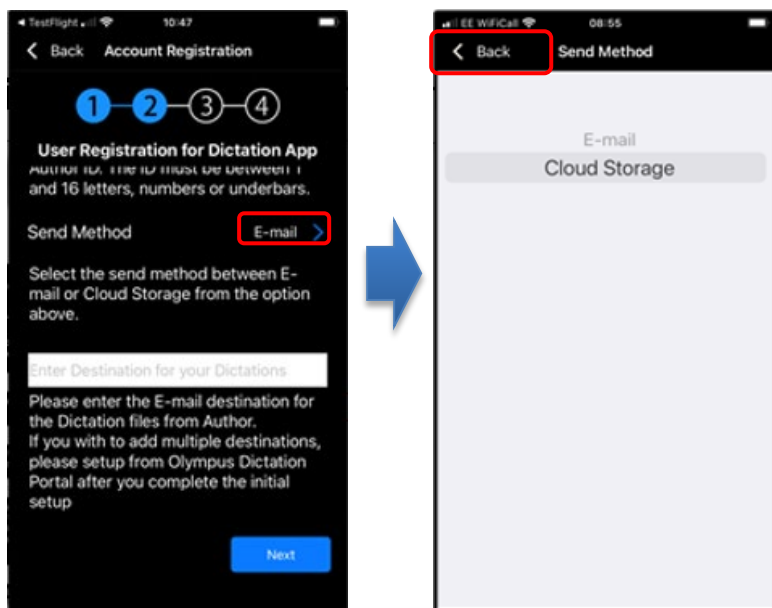 TestFlight
10:47
Back
Account Registration
1
2
3
4
User Registration for Dictation App
Author ID. The ID must be between 1
and 16 letters, numbers or underbars.
Send Method
E-mail
Select the send method between E-
mail or Cloud Storage from the option
above.
Enter Destination for your Dictations
Please enter the E-mail destination for
the Dictation files from Author.
If you with to add multiple destinations,
please setup from Olympus Dictation
Portal after you complete the initial
setup
Next
EE WiFiCall
08:55
Back
Send Method
E-mail
Cloud Storage